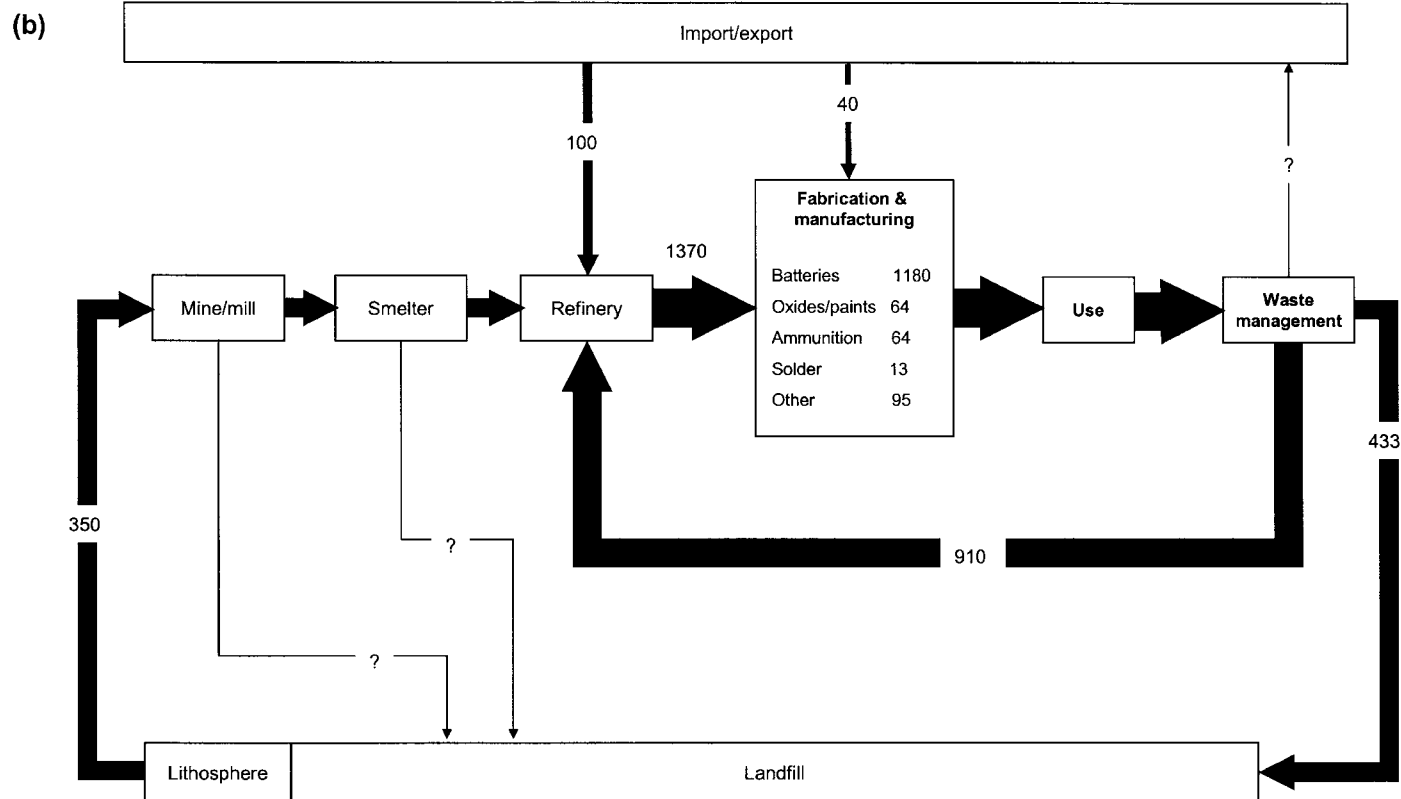 (b)
Import/export
100
40
?
Fabrication &
manufacturing
Batteries 1180
Oxides/paints 64
Ammunition 64
Solder 13
Other 95
1370
Mine/mill
Smelter
Refinery
Use
Waste
management
433
350
?
910
?
Lithosphere
Landfill